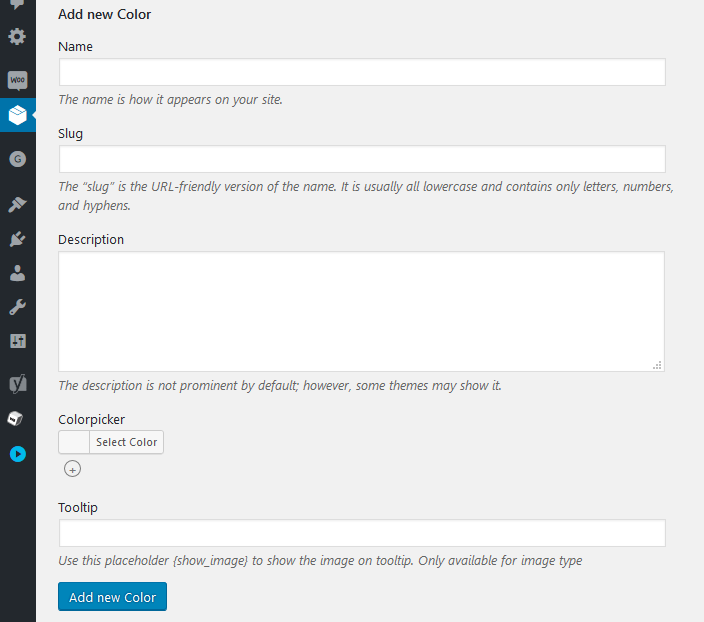 Add new Color
Name
The name is how it appears on your site.
Slug
The “slug” is the URL-friendly version of the name. It is usually all lowercase and contains only letters, numbers,
and hyphens.
Description
The description is not prominent by default; however, some themes may show it.
Colorpicker
Select Color
Tooltip
Use this placeholder {show_image} to show the image on tooltip. Only available for image type
Add new Color
Woo
G
y